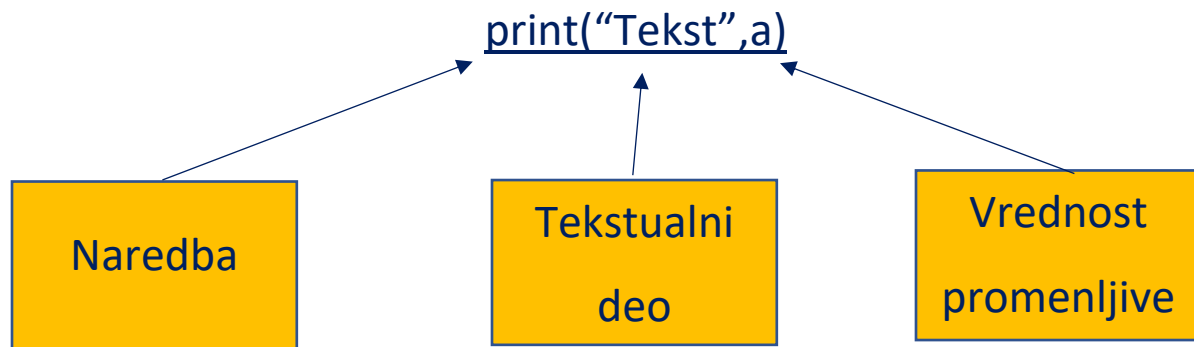 print(“Tekst”,a)
Naredba
Tekstualni
deo
Vrednost
promenljive